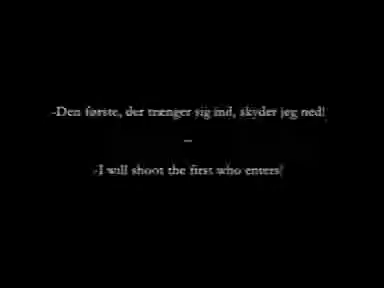 -Den første, der trænger sig ind, skyder jeg ned!
--
-I will shoot the first who enters!